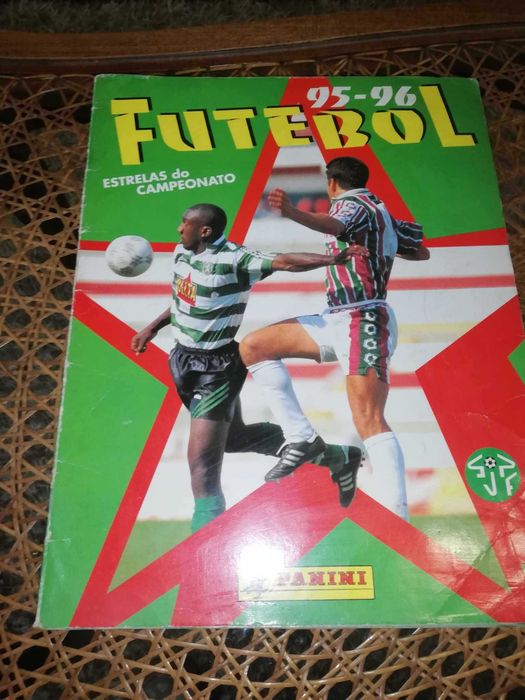 95-96
FUTEBOL
ESTRELAS do
CAMPEONATO
PANINI